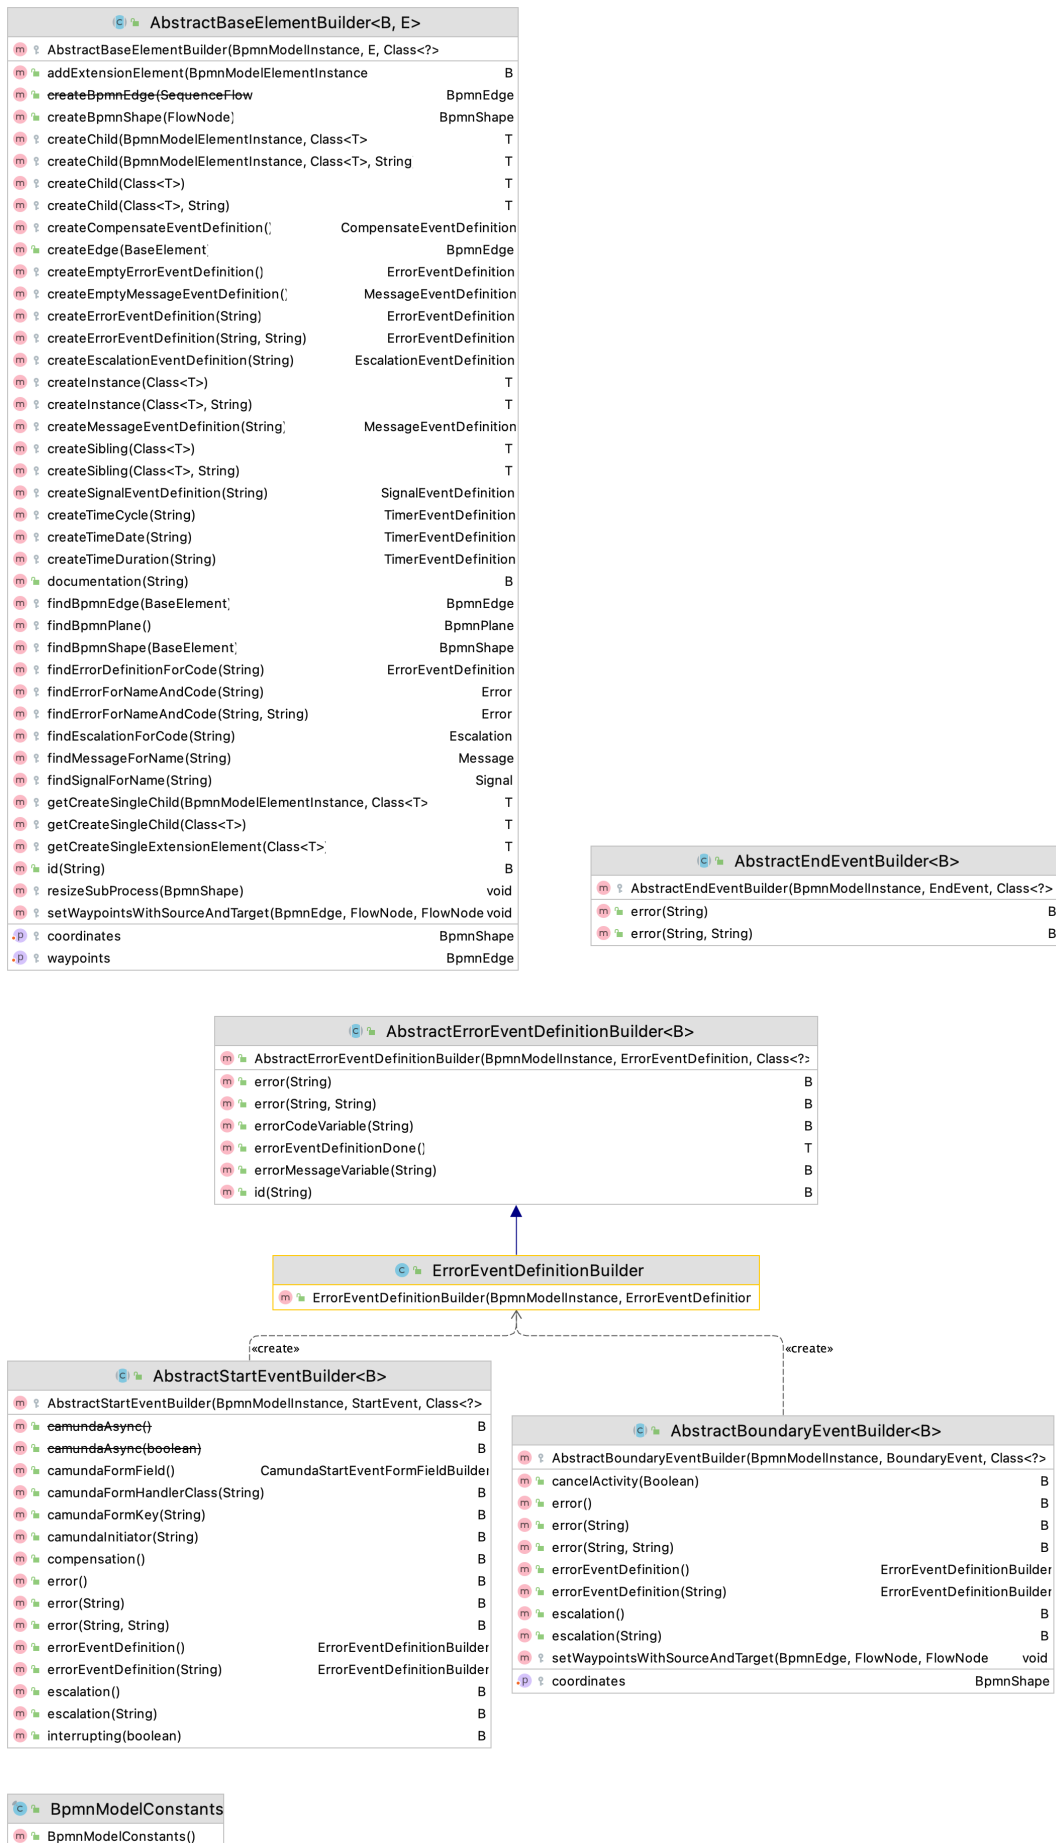 AbstractBaseElementBuilder<B, E>
AbstractBaseElementBuilder(BpmnModelInstance, E, Class<?>
addExtensionElement(BpmnModelElementInstance B
createBpmnEdge(SequenceFlow BpmnEdge
createBpmnShape(FlowNode) BpmnShape
createChild(BpmnModelElementInstance, Class<T> T
createChild(BpmnModelElementInstance, Class<T>, String T
createChild(Class<T>) T
createChild(Class<T>, String) T
createCompensateEventDefinition() CompensateEventDefinition
createEdge(BaseElement) BpmnEdge
createEmptyErrorEventDefinition() ErrorEventDefinition
createEmptyMessageEventDefinition() MessageEventDefinition
createErrorEventDefinition(String) ErrorEventDefinition
createErrorEventDefinition(String, String) ErrorEventDefinition
createEscalationEventDefinition(String) EscalationEventDefinition
createInstance(Class<T>) T
createInstance(Class<T>, String) T
createMessageEventDefinition(String) MessageEventDefinition
createSibling(Class<T>) T
createSibling(Class<T>, String) T
createSignalEventDefinition(String) SignalEventDefinition
createTimeCycle(String) TimerEventDefinition
createTimeDate(String) TimerEventDefinition
createTimeDuration(String) TimerEventDefinition
documentation(String) B
findBpmnEdge(BaseElement) BpmnEdge
findBpmnPlane() BpmnPlane
findBpmnShape(BaseElement) BpmnShape
findErrorDefinitionForCode(String) ErrorEventDefinition
findErrorForNameAndCode(String) Error
findErrorForNameAndCode(String, String) Error
findEscalationForCode(String) Escalation
findMessageForName(String) Message
findSignalForName(String) Signal
getCreateSingleChild(BpmnModelElementInstance, Class<T> T
getCreateSingleChild(Class<T>) T
getCreateSingleExtensionElement(Class<T>) T
id(String) B
resizeSubProcess(BpmnShape) void
setWaypointsWithSourceAndTarget(BpmnEdge, FlowNode, FlowNode void
coordinates BpmnShape
waypoints BpmnEdge
AbstractEndEventBuilder<B>
AbstractEndEventBuilder(BpmnModelInstance, EndEvent, Class<?>
error(String) B
error(String, String) B
AbstractErrorEventDefinitionBuilder<B>
AbstractErrorEventDefinitionBuilder(BpmnModelInstance, ErrorEventDefinition, Class<?>
error(String) B
error(String, String) B
errorCodeVariable(String) B
errorEventDefinitionDone() T
errorMessageVariable(String) B
id(String) B
ErrorEventDefinitionBuilder
ErrorEventDefinitionBuilder(BpmnModelInstance, ErrorEventDefinitior
«create»
«create»
AbstractStartEventBuilder<B>
AbstractStartEventBuilder(BpmnModelInstance, StartEvent, Class<?>
camundaAsync() B
camundaAsync(boolean) B
camundaFormField() CamundaStartEventFormFieldBuilder
camundaFormHandlerClass(String) B
camundaFormKey(String) B
camundaInitiator(String) B
compensation() B
error() B
error(String) B
error(String, String) B
errorEventDefinition() ErrorEventDefinitionBuilder
errorEventDefinition(String) ErrorEventDefinitionBuilder
escalation() B
escalation(String) B
interrupting(boolean) B
AbstractBoundaryEventBuilder<B>
AbstractBoundaryEventBuilder(BpmnModelInstance, BoundaryEvent, Class<?>
cancelActivity(Boolean) B
error() B
error(String) B
error(String, String) B
errorEventDefinition() ErrorEventDefinitionBuilder
errorEventDefinition(String) ErrorEventDefinitionBuilder
escalation() B
escalation(String) B
setWaypointsWithSourceAndTarget(BpmnEdge, FlowNode, FlowNode void
coordinates BpmnShape
BpmnModelConstants
BpmnModelConstants()